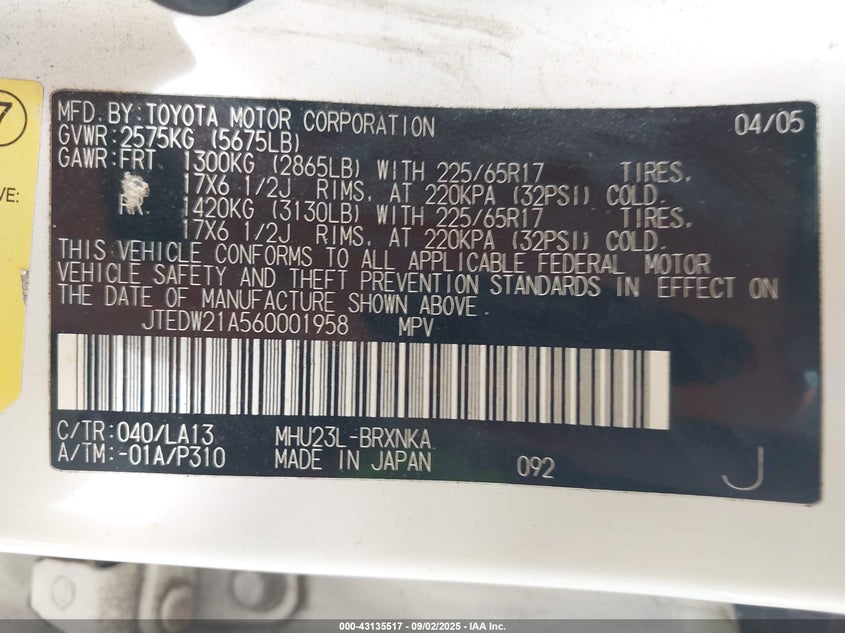 MFD. BY: TOYOTA MOTOR CORPORATION 04/05
GVWR: 2575KG (5675LB)
GAWR: FRT. 1300KG (2865LB) WITH 225/65R17 TIRES,
17X6 1/2J RIMS, AT 220KPA (32PSI) COLD.
RR. 1420KG (3130LB) WITH 225/65R17 TIRES,
17X6 1/2J RIMS, AT 220KPA (32PSI) COLD.
THIS VEHICLE CONFORMS TO ALL APPLICABLE FEDERAL MOTOR
VEHICLE SAFETY AND THEFT PREVENTION STANDARDS IN EFFECT ON
THE DATE OF MANUFACTURE SHOWN ABOVE.
JTEDW21A560001958 MPV
C/TR: 040/LA13 MHU23L-BRXNKA
A/TM: -01A/P310 MADE IN JAPAN 092 J
7
VE:
000-43135517 - 09/02/2025 - IAA Inc.